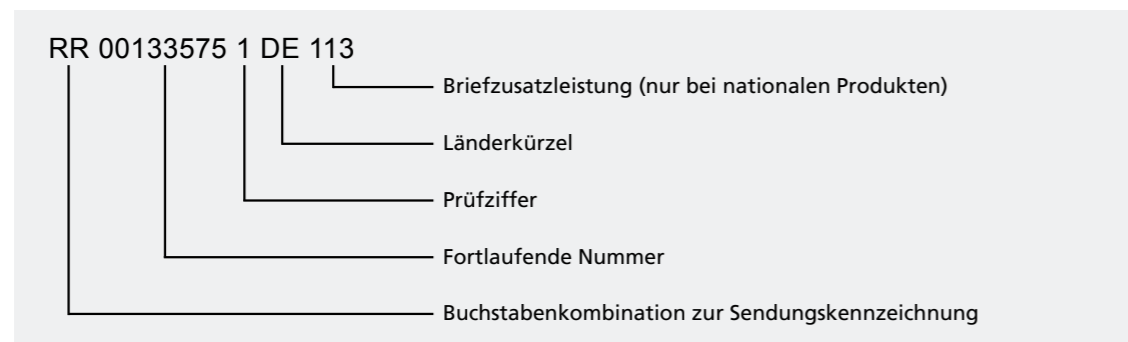 RR 00133575 1 DE 113
Briefzusatzleistung (nur bei nationalen Produkten)
Länderkürzel
Prüfziffer
Fortlaufende Nummer
Buchstabenkombination zur Sendungskennzeichnung